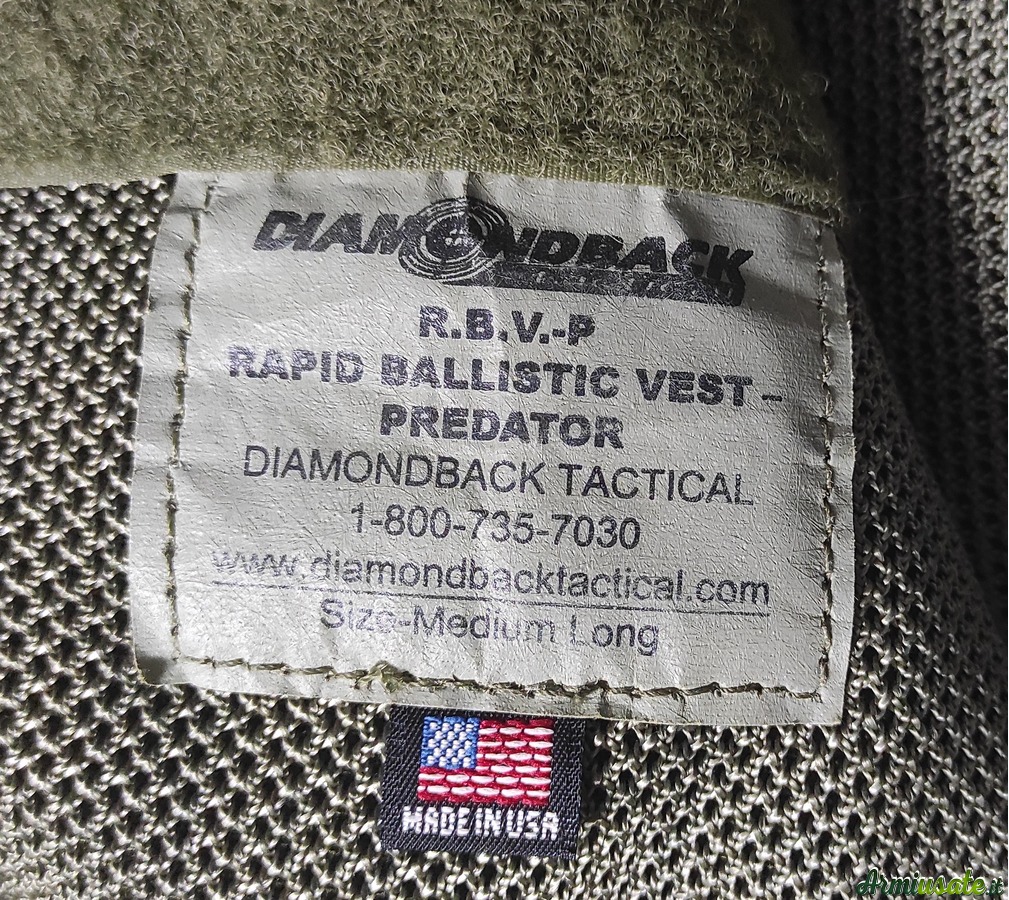 DIAMONDBACK
R.B.V.-P
RAPID BALLISTIC VEST –
PREDATOR
DIAMONDBACK TACTICAL
1-800-735-7030
www.diamondbacktactical.com
Size-Medium Long
MADE IN USA
Armiusate.it